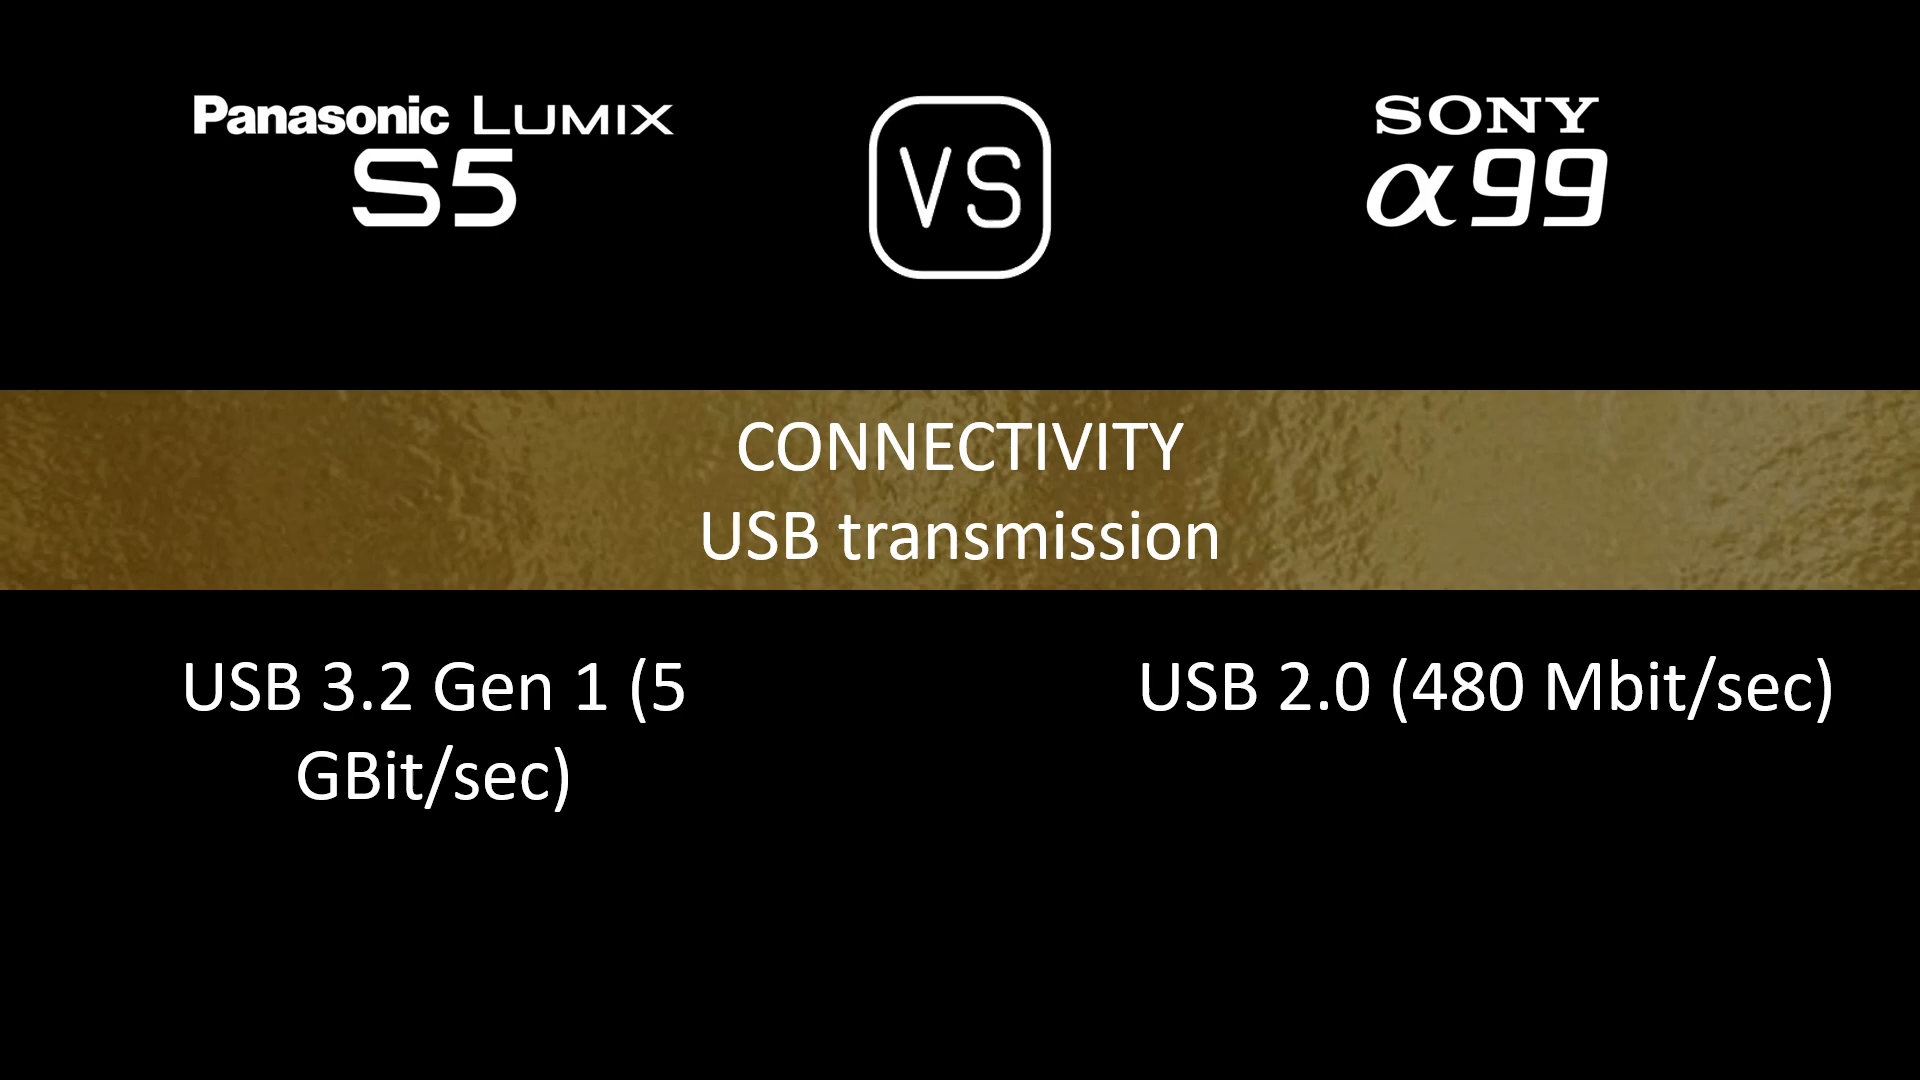 Panasonic LUMIX
S5
VS
SONY
α99
CONNECTIVITY
USB transmission
USB 3.2 Gen 1 (5
GBit/sec)
USB 2.0 (480 Mbit/sec)